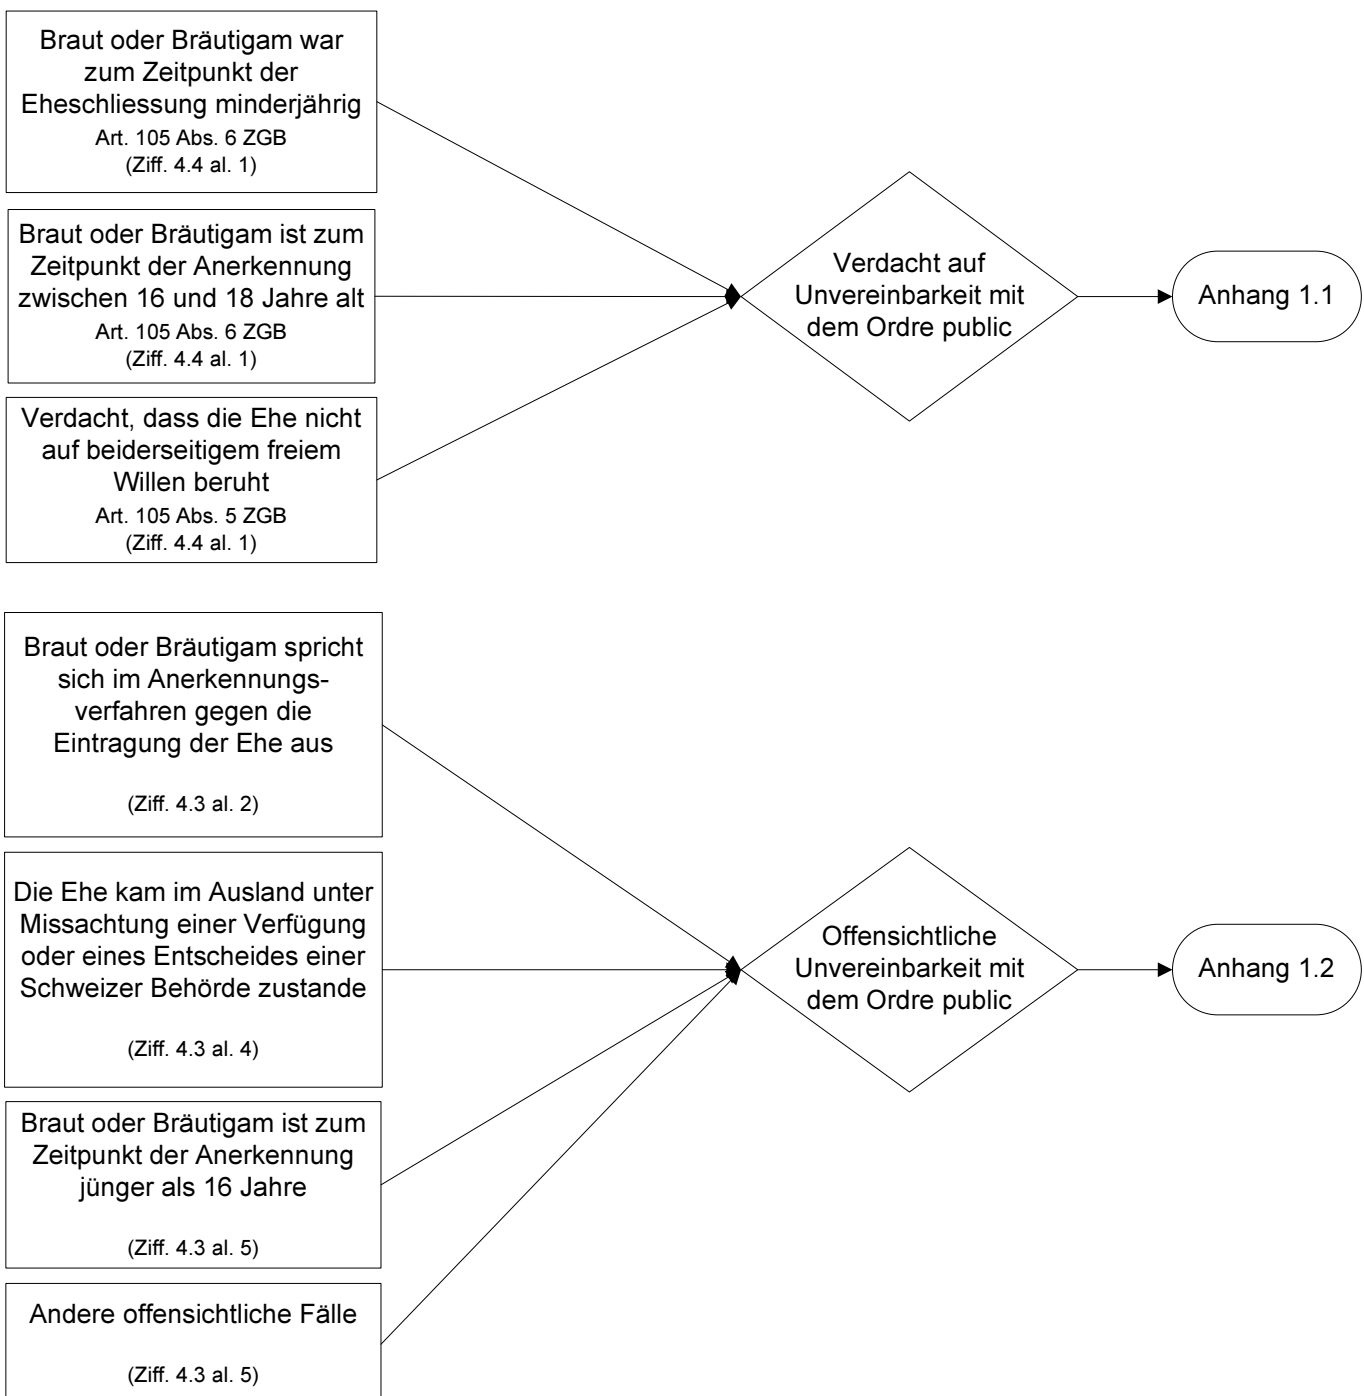 Braut oder Bräutigam war
zum Zeitpunkt der
Eheschliessung minderjährig
Art. 105 Abs. 6 ZGB
(Ziff. 4.4 al. 1)
Braut oder Bräutigam ist zum
Zeitpunkt der Anerkennung
zwischen 16 und 18 Jahre alt
Art. 105 Abs. 6 ZGB
(Ziff. 4.4 al. 1)
Verdacht, dass die Ehe nicht
auf beiderseitigem freiem
Willen beruht
Art. 105 Abs. 5 ZGB
(Ziff. 4.4 al. 1)
Verdacht auf
Unvereinbarkeit mit
dem Ordre public
Anhang 1.1
Braut oder Bräutigam spricht
sich im Anerkennungs-
verfahren gegen die
Eintragung der Ehe aus
(Ziff. 4.3 al. 2)
Die Ehe kam im Ausland unter
Missachtung einer Verfügung
oder eines Entscheides einer
Schweizer Behörde zustande
(Ziff. 4.3 al. 4)
Braut oder Bräutigam ist zum
Zeitpunkt der Anerkennung
jünger als 16 Jahre
(Ziff. 4.3 al. 5)
Andere offensichtliche Fälle
(Ziff. 4.3 al. 5)
Offensichtliche
Unvereinbarkeit mit
dem Ordre public
Anhang 1.2